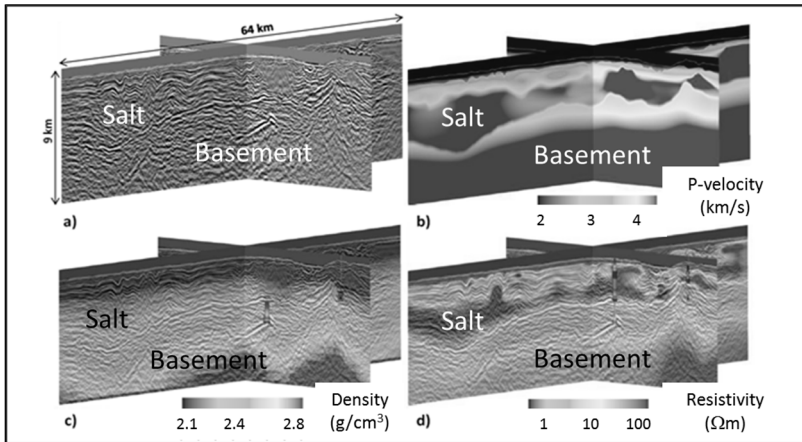 64 km
9 km
Salt
Basement
a)
Salt
Basement
P-velocity
(km/s)
2 3 4
b)
Salt
Basement
Density
(g/cm³)
2.1 2.4 2.8
c)
Salt
Basement
Resistivity
(Ωm)
1 10 100
d)